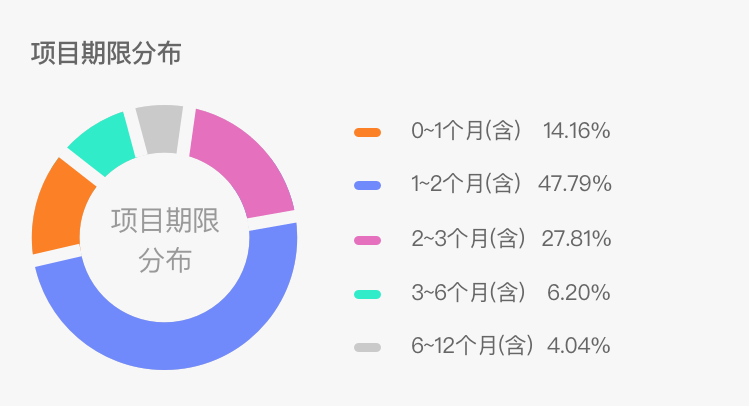 项目期限分布
项目期限
分布
0~1个月(含) 14.16%
1~2个月(含) 47.79%
2~3个月(含) 27.81%
3~6个月(含) 6.20%
6~12个月(含) 4.04%